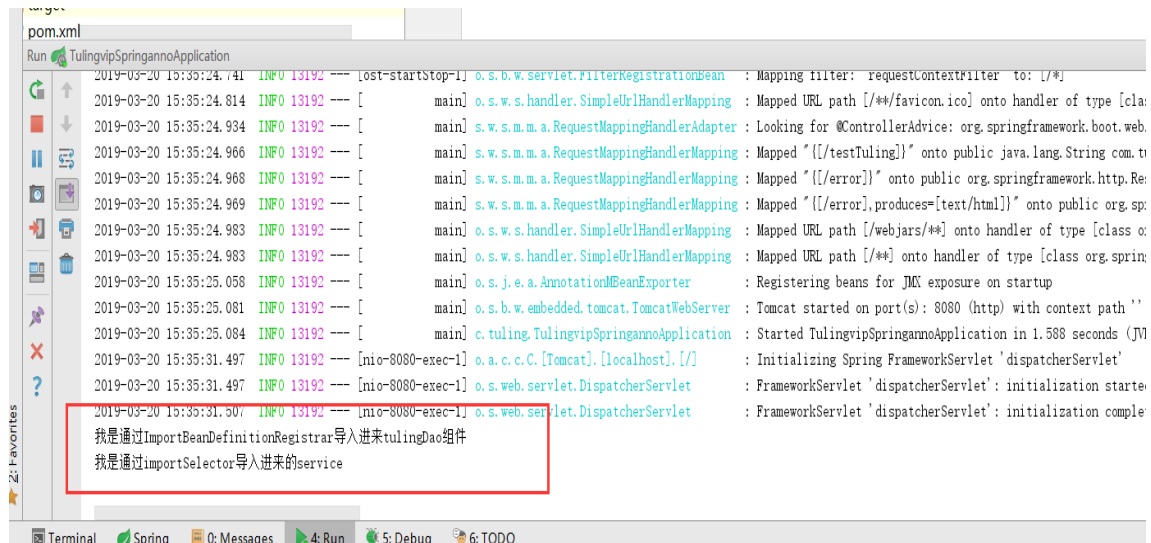 target
pom.xml
Run TulingvipSpringannoApplication
2019-03-20 15:35:24.741 INFO 13192 --- [ost-startStop-1] o.s.b.w.servlet.FilterRegistrationBean : Mapping filter: 'requestContextFilter' to: [/*]
2019-03-20 15:35:24.814 INFO 13192 --- [ main] o.s.w.s.handler.SimpleUrlHandlerMapping : Mapped URL path [/**/favicon.ico] onto handler of type [clas
2019-03-20 15:35:24.934 INFO 13192 --- [ main] s.w.s.m.m.a.RequestMappingHandlerAdapter : Looking for @ControllerAdvice: org.springframework.boot.web.
2019-03-20 15:35:24.966 INFO 13192 --- [ main] s.w.s.m.m.a.RequestMappingHandlerMapping : Mapped "{[/testTuling]}" onto public java.lang.String com.tu
2019-03-20 15:35:24.968 INFO 13192 --- [ main] s.w.s.m.m.a.RequestMappingHandlerMapping : Mapped "{[/error]}" onto public org.springframework.http.Res
2019-03-20 15:35:24.969 INFO 13192 --- [ main] s.w.s.m.m.a.RequestMappingHandlerMapping : Mapped "{[/error],produces=[text/html]}" onto public org.spr
2019-03-20 15:35:24.983 INFO 13192 --- [ main] o.s.w.s.handler.SimpleUrlHandlerMapping : Mapped URL path [/webjars/**] onto handler of type [class o
2019-03-20 15:35:24.983 INFO 13192 --- [ main] o.s.w.s.handler.SimpleUrlHandlerMapping : Mapped URL path [/**] onto handler of type [class org.spring
2019-03-20 15:35:25.058 INFO 13192 --- [ main] o.s.j.e.a.AnnotationMBeanExporter : Registering beans for JMX exposure on startup
2019-03-20 15:35:25.081 INFO 13192 --- [ main] o.s.b.w.embedded.tomcat.TomcatWebServer : Tomcat started on port(s): 8080 (http) with context path ''
2019-03-20 15:35:25.084 INFO 13192 --- [ main] c.tuling.TulingvipSpringannoApplication : Started TulingvipSpringannoApplication in 1.588 seconds (JVM
2019-03-20 15:35:31.497 INFO 13192 --- [nio-8080-exec-1] o.a.c.c.C.[Tomcat].[localhost].[/] : Initializing Spring FrameworkServlet 'dispatcherServlet'
2019-03-20 15:35:31.497 INFO 13192 --- [nio-8080-exec-1] o.s.web.servlet.DispatcherServlet : FrameworkServlet 'dispatcherServlet': initialization started
2019-03-20 15:35:31.507 INFO 13192 --- [nio-8080-exec-1] o.s.web.servlet.DispatcherServlet : FrameworkServlet 'dispatcherServlet': initialization comple
我是通过ImportBeanDefinitionRegistrar导入进来tulingDao组件
我是通过importSelector导入进来的service
2: Favorites
Terminal Spring 0: Messages 4: Run 5: Debug 6: TODO